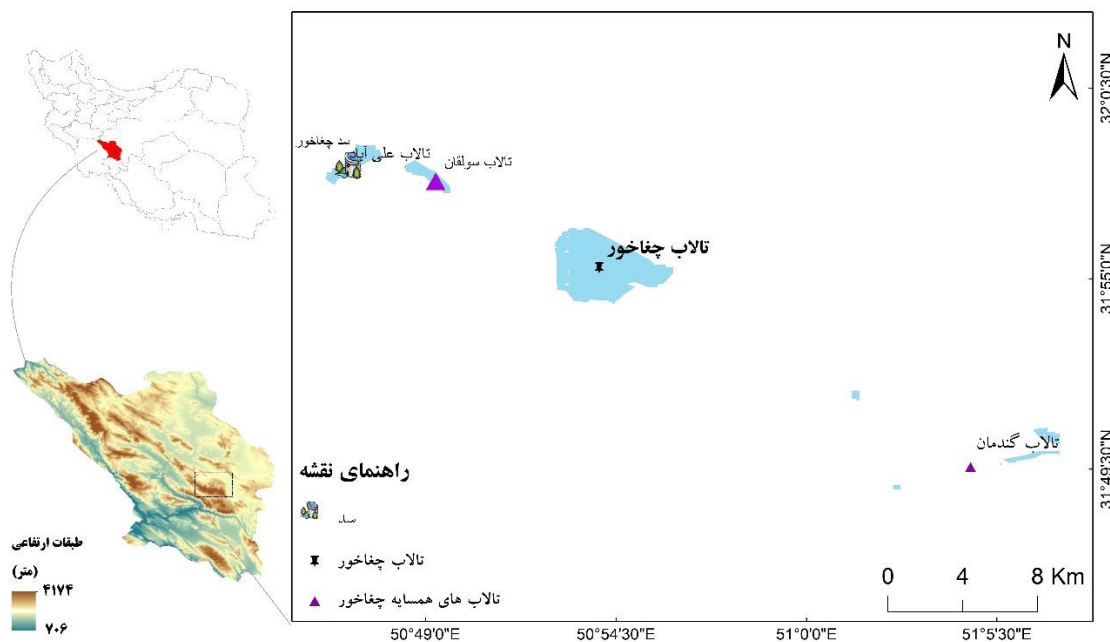 N
32°0'30"N
سد چغاخور
تالاب علی آباد
تالاب سولقان
تالاب چغاخور
31°55'0"N
تالاب گندمان
31°49'30"N
راهنمای نقشه
سد
تالاب چغاخور
تالاب های همسایه چغاخور
0 4 8 Km
50°49'0"E 50°54'30"E 51°0'0"E 51°5'30"E
طبقات ارتفاعی
(متر)
۴۱۷۴
۷۰۶